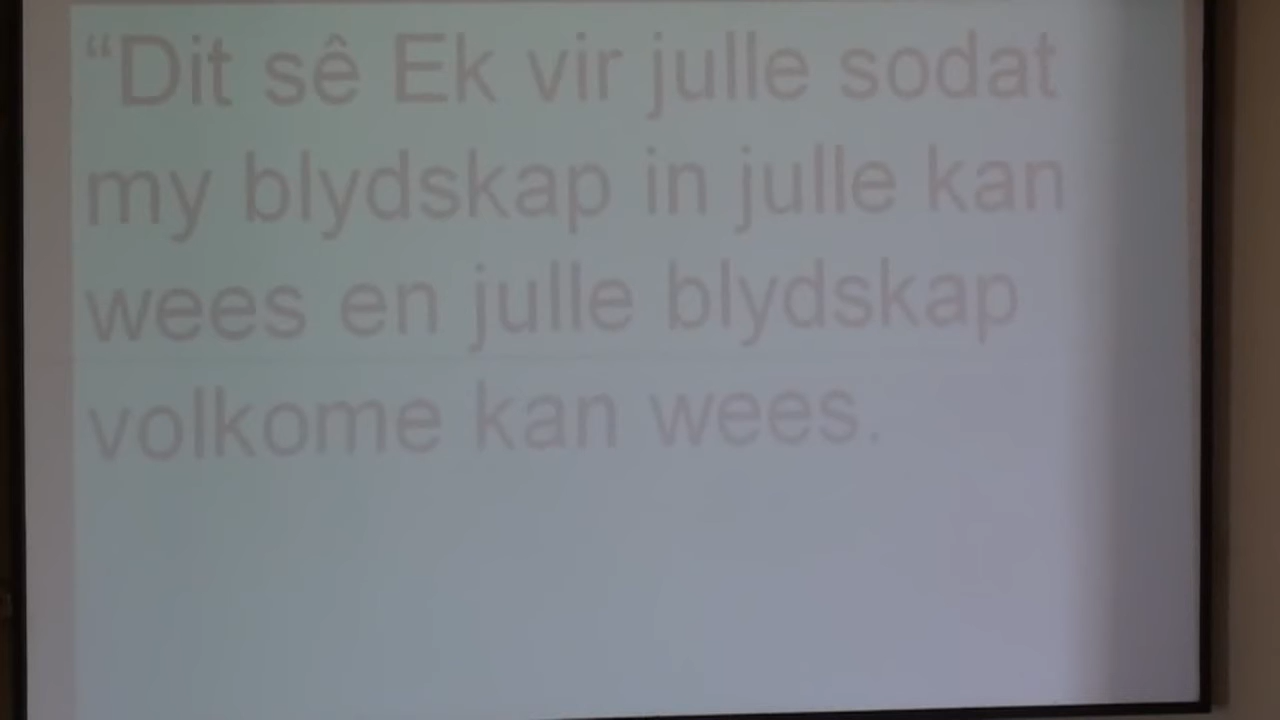 “Dit sê Ek vir julle sodat
my blydskap in julle kan
wees en julle blydskap
volkome kan wees.